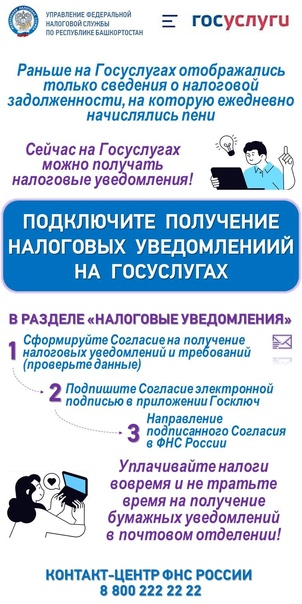 УПРАВЛЕНИЕ ФЕДЕРАЛЬНОЙ
НАЛОГОВОЙ СЛУЖБЫ
ПО РЕСПУБЛИКЕ БАШКОРТОСТАН
госуслуги
Раньше на Госуслугах отображались
только сведения о налоговой
задолженности, на которую ежедневно
начислялись пени
Сейчас на Госуслугах
можно получать
налоговые уведомления!
ПОДКЛЮЧИТЕ ПОЛУЧЕНИЕ
НАЛОГОВЫХ УВЕДОМЛЕНИИЙ
НА ГОСУСЛУГАХ
В РАЗДЕЛЕ «НАЛОГОВЫЕ УВЕДОМЛЕНИЯ»
1 Сформируйте Согласие на получение
налоговых уведомлений и требований
(проверьте данные)
2 Подпишите Согласие электронной
подписью в приложении Госключ
3 Направление
подписанного Согласия
в ФНС России
Уплачивайте налоги
вовремя и не тратьте
время на получение
бумажных уведомлений
в почтовом отделении!
КОНТАКТ-ЦЕНТР ФНС РОССИИ
8 800 222 22 22